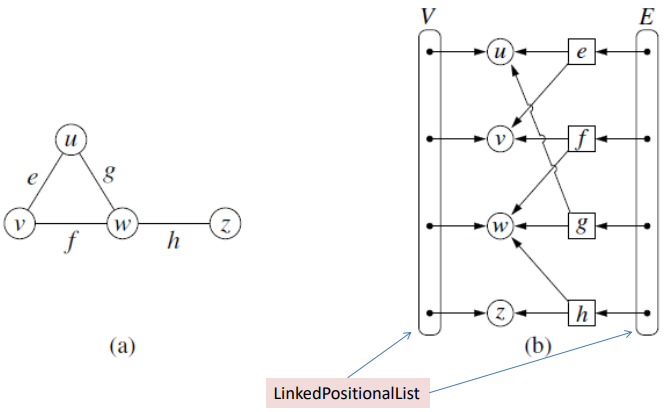 V E
u e
u
e g
v f
v w z
f h
w g
z h
(a) (b)
LinkedPositionalList